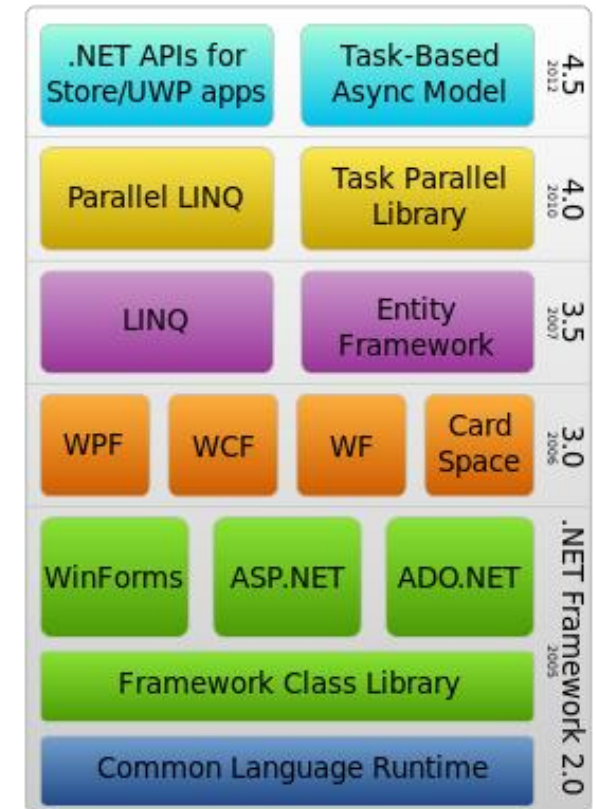 .NET APIs for
Store/UWP apps
Task-Based
Async Model
4.5
2012
Parallel LINQ
Task Parallel
Library
4.0
2010
LINQ
Entity
Framework
3.5
2007
WPF
WCF
WF
Card
Space
3.0
2006
WinForms
ASP.NET
ADO.NET
Framework Class Library
Common Language Runtime
.NET Framework 2.0
2005